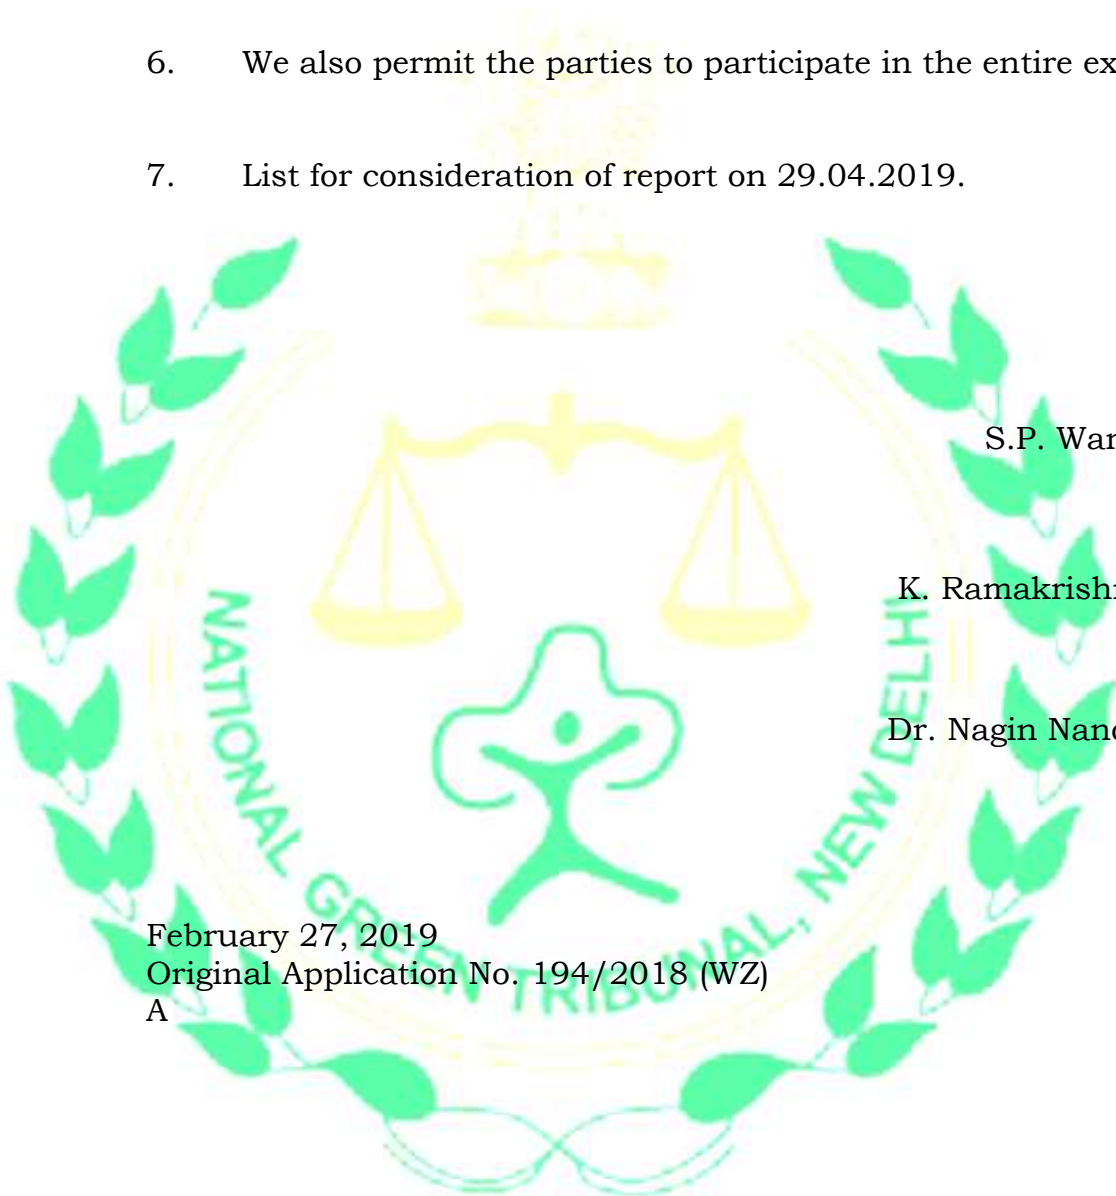 6. We also permit the parties to participate in the entire ex
7. List for consideration of report on 29.04.2019.
S.P.
K. Ramakrish
Dr. Nagin Nan
NATIONAL GREEN TRIBUNAL, NEW DELHI
February 27, 2019
Original Application No. 194/2018 (WZ)
A